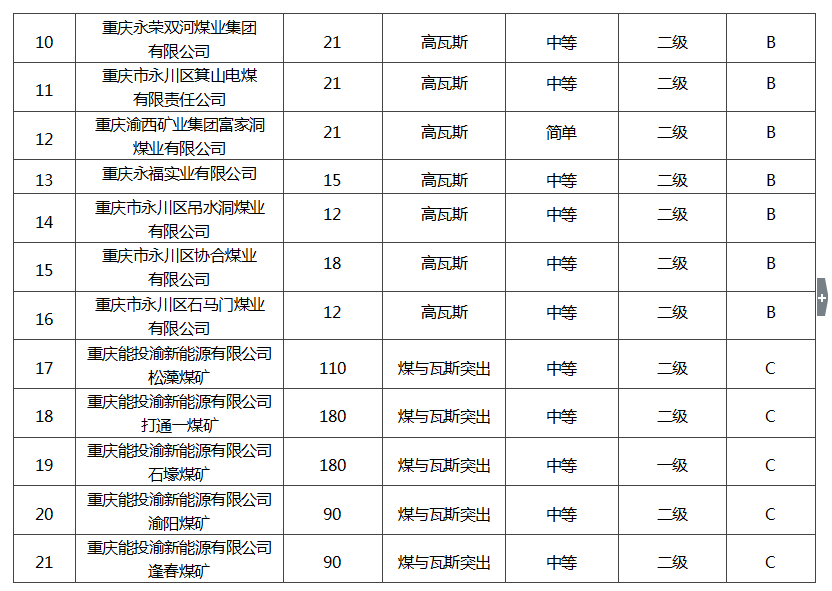 10 重庆永荣双河煤业集团 21 高瓦斯 中等 二级 B
有限公司
11 重庆市永川区箕山电煤 21 高瓦斯 中等 二级 B
有限责任公司
12 重庆渝西矿业集团富家洞 21 高瓦斯 简单 二级 B
煤业有限公司
13 重庆永福实业有限公司 15 高瓦斯 中等 二级 B
14 重庆市永川区吊水洞煤业 12 高瓦斯 中等 二级 B
有限公司
15 重庆市永川区协合煤业 18 高瓦斯 中等 二级 B
有限公司
16 重庆市永川区石马门煤业 12 高瓦斯 中等 二级 B
有限公司
17 重庆能投渝新能源有限公司 110 煤与瓦斯突出 中等 二级 C
松藻煤矿
18 重庆能投渝新能源有限公司 180 煤与瓦斯突出 中等 二级 C
打通一煤矿
19 重庆能投渝新能源有限公司 180 煤与瓦斯突出 中等 一级 C
石壕煤矿
20 重庆能投渝新能源有限公司 90 煤与瓦斯突出 中等 二级 C
渝阳煤矿
21 重庆能投渝新能源有限公司 90 煤与瓦斯突出 中等 二级 C
逢春煤矿